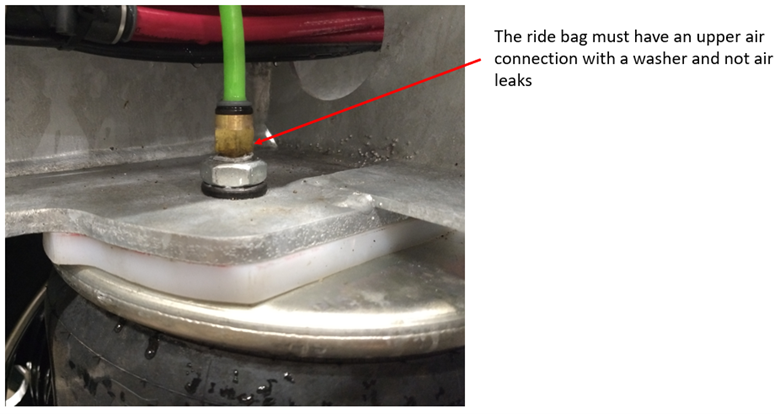 The ride bag must have an upper air
connection with a washer and not air
leaks